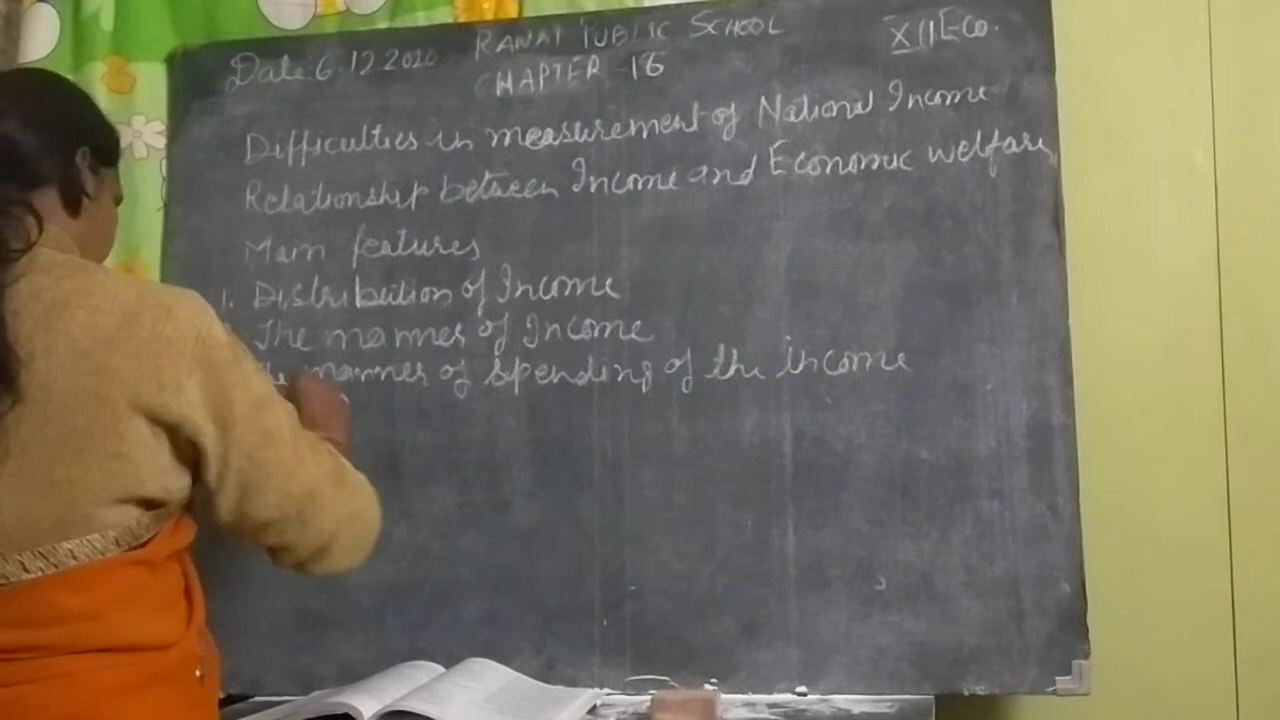 Date 6.12.2020 RAWAT PUBLIC SCHOOL XII Eco.
CHAPTER -16
Difficulties in measurement of National Income
Relationship between Income and Economic welfare
Main features
1. Distribution of Income
The manner of Income
manner of spending of the income